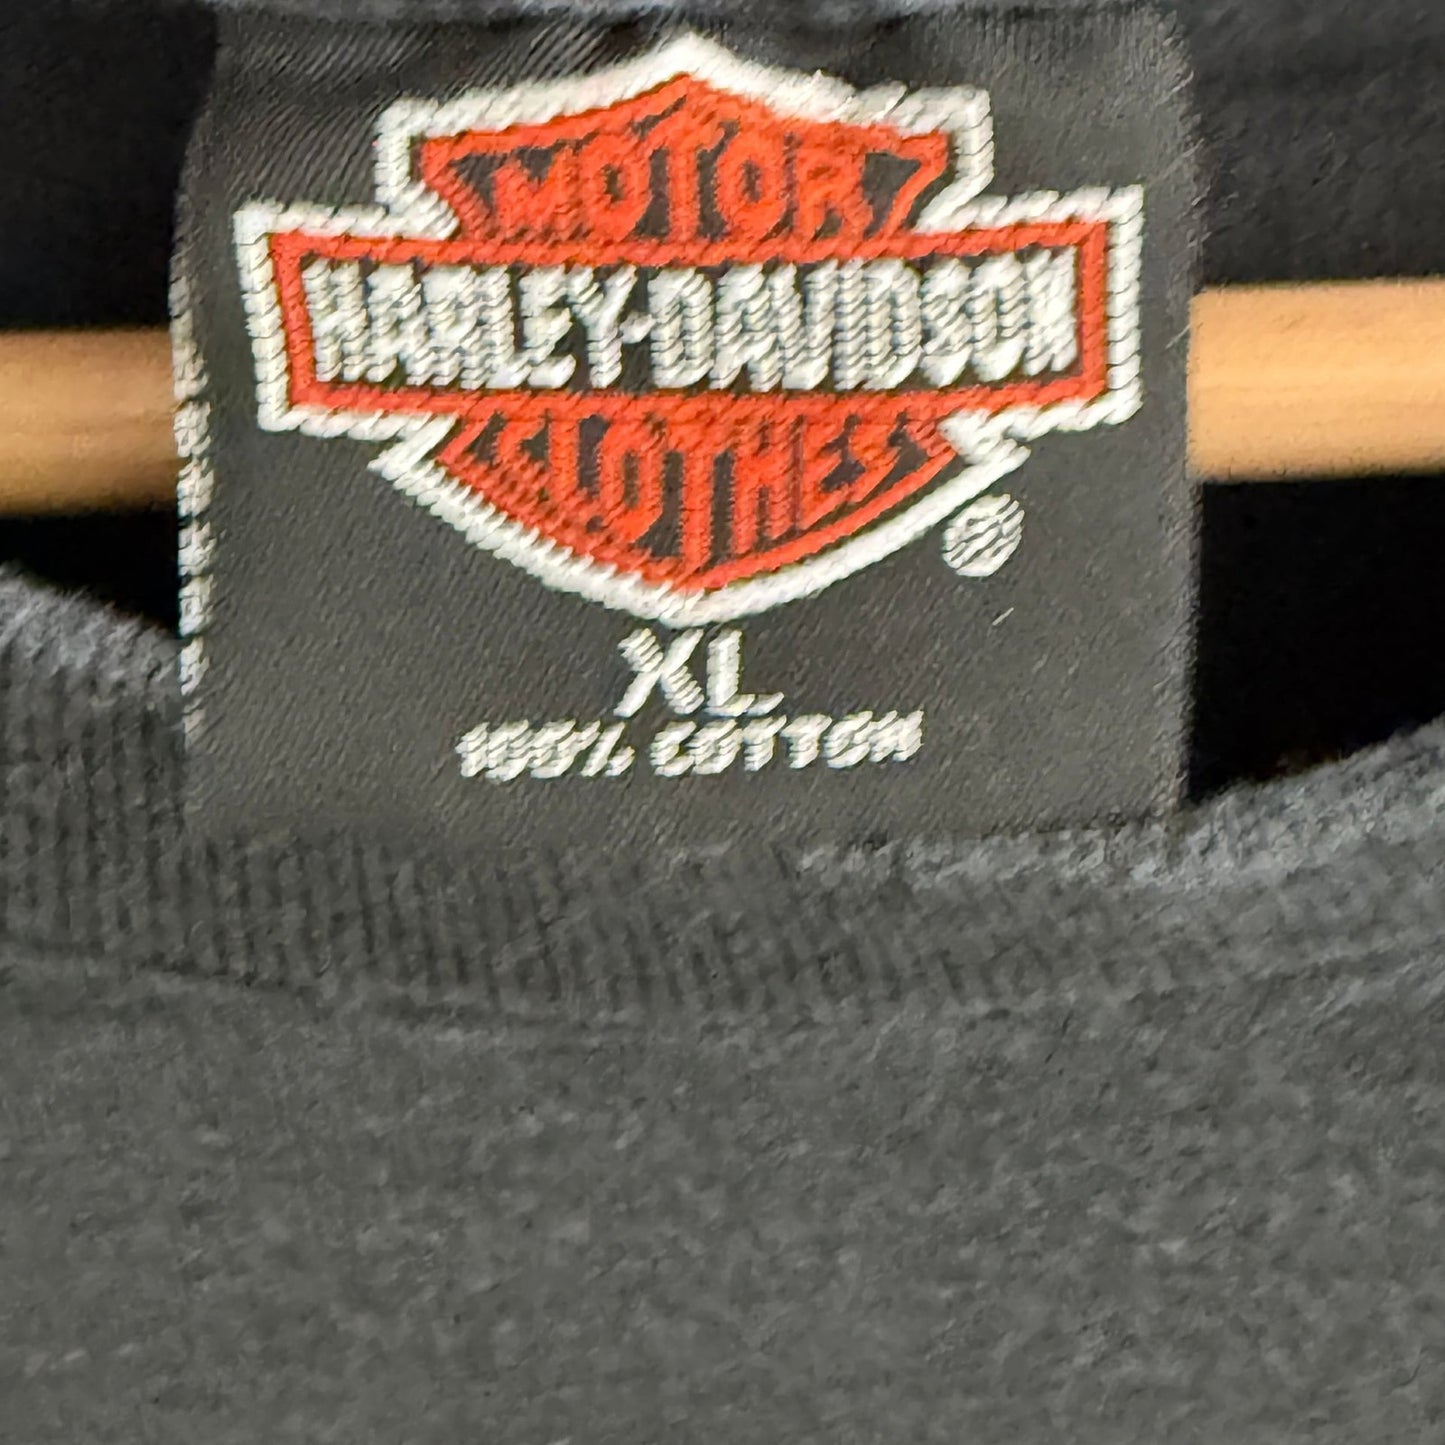 MOTOR
HARLEY-DAVIDSON
CLOTHES
®
XL
100% COTTON